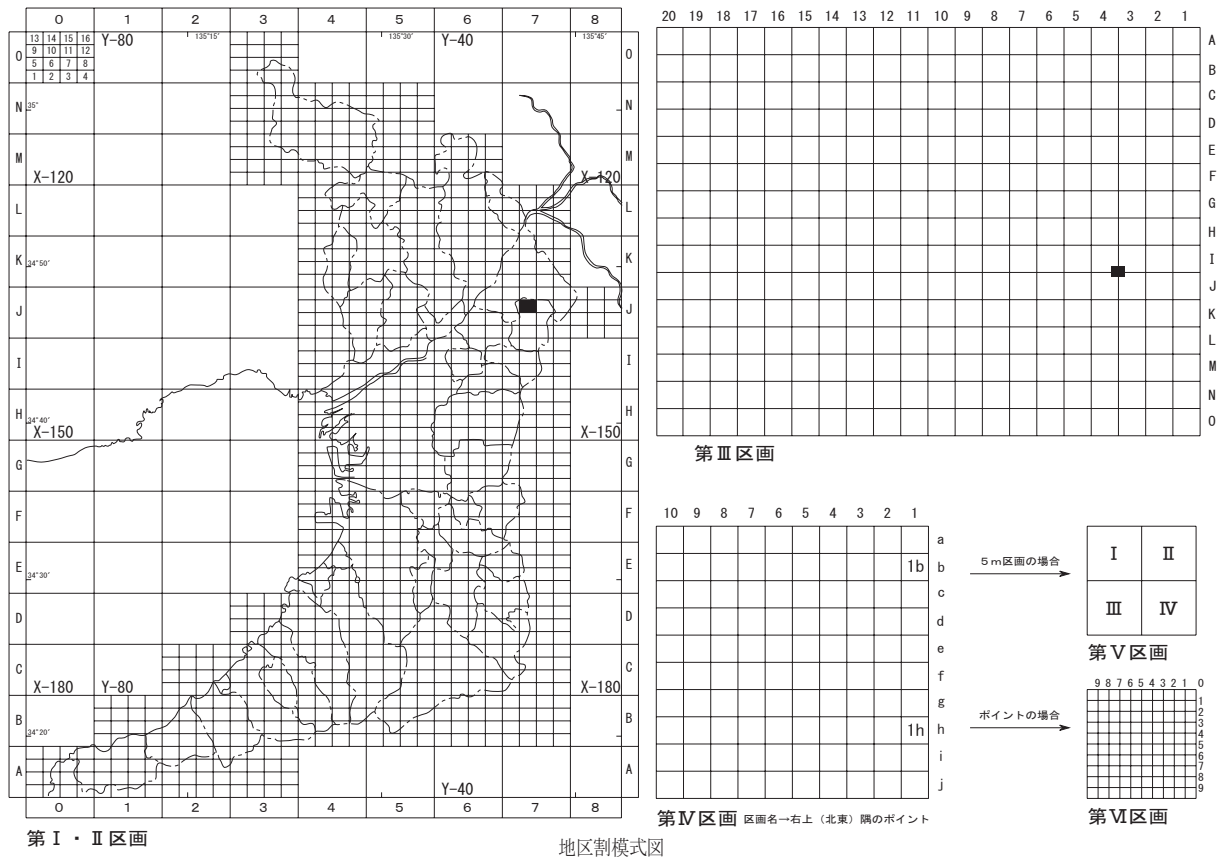 0 1 2 3 4 5 6 7 8
13 14 15 16
9 10 11 12
5 6 7 8
1 2 3 4
Y-80
135°15′
135°30′
Y-40
135°45′
O
O
N
35°
N
M
M
X-120
X-120
L
L
K
34°50′
K
J
J
I
I
H
34°40′
H
X-150
X-150
G
G
F
F
E
34°30′
E
D
D
C
C
X-180
Y-80
X-180
B
34°20′
B
A
A
Y-40
0 1 2 3 4 5 6 7 8
第Ⅰ・Ⅱ区画
20 19 18 17 16 15 14 13 12 11 10 9 8 7 6 5 4 3 2 1
A
B
C
D
E
F
G
H
I
J
K
L
M
N
O
第Ⅲ区画
10 9 8 7 6 5 4 3 2 1
a
1b b
c
d
e
f
g
1h h
i
j
第Ⅳ区画 区画名→右上（北東）隅のポイント
5m区画の場合
Ⅰ Ⅱ
Ⅲ Ⅳ
第Ⅴ区画
ポイントの場合
9 8 7 6 5 4 3 2 1 0
0
1
2
3
4
5
6
7
8
9
第Ⅵ区画
地区割模式図